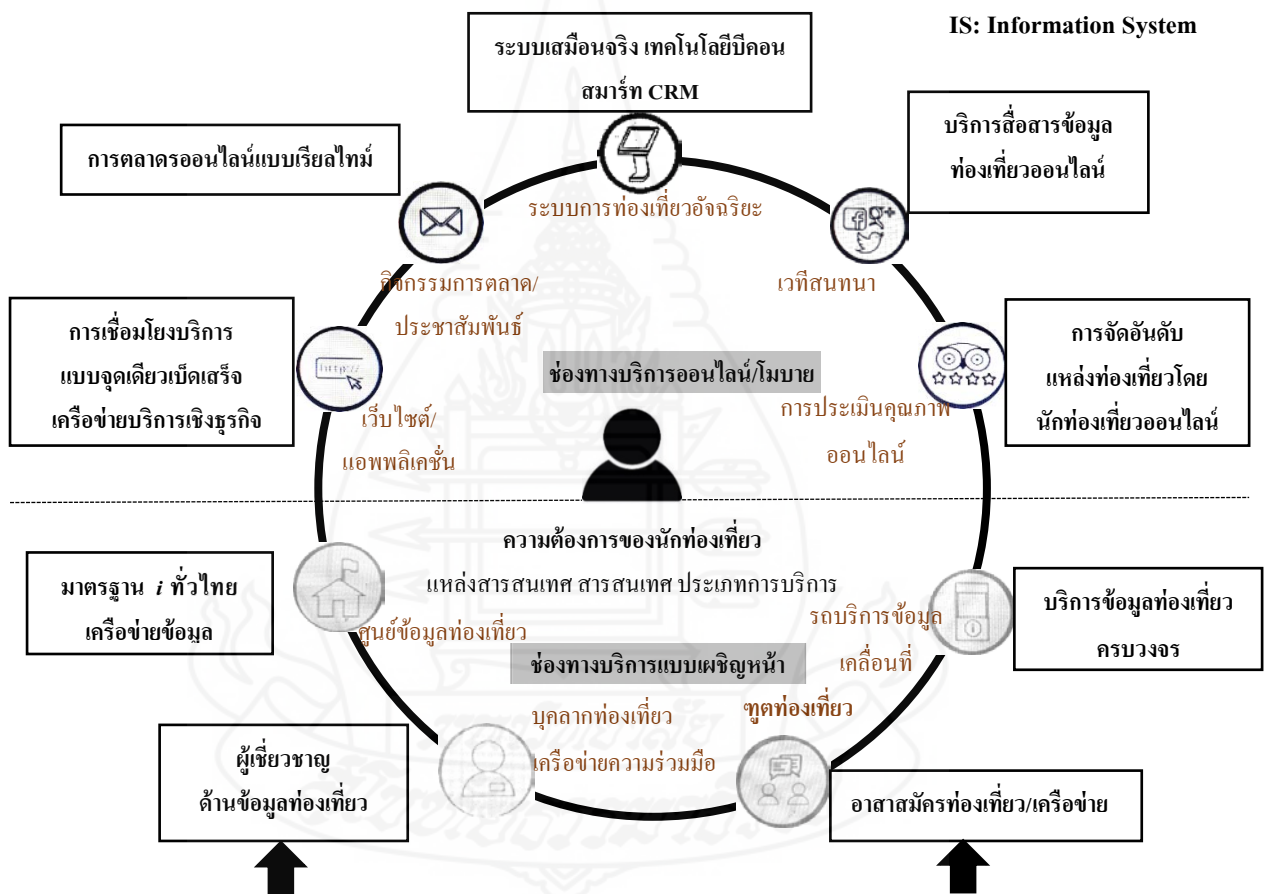 IS: Information System
ระบบเสมือนจริง เทคโนโลยีบีคอน
สมาร์ท CRM
บริการสื่อสารข้อมูล
ท่องเที่ยวออนไลน์
การตลาดรออนไลน์แบบเรียลไทม์
ระบบการท่องเที่ยวอัจฉริยะ
กิจกรรมการตลาด/
ประชาสัมพันธ์
เวทีสนทนา
การเชื่อมโยงบริการ
แบบจุดเดียวเบ็ดเสร็จ
เครือข่ายบริการเชิงธุรกิจ
http://
เว็บไซต์/
แอพพลิเคชั่น
ช่องทางบริการออนไลน์/โมบาย
การประเมินคุณภาพ
ออนไลน์
การจัดอันดับ
แหล่งท่องเที่ยวโดย
นักท่องเที่ยวออนไลน์
ความต้องการของนักท่องเที่ยว
แหล่งสารสนเทศ สารสนเทศ ประเภทการบริการ
มาตรฐาน i ทั่วไทย
เครือข่ายข้อมูล
ศูนย์ข้อมูลท่องเที่ยว
รถบริการข้อมูล
เคลื่อนที่
บริการข้อมูลท่องเที่ยว
ครบวงจร
ช่องทางบริการแบบเผชิญหน้า
บุคลากท่องเที่ยว
เครือข่ายความร่วมมือ
ฑูตท่องเที่ยว
ผู้เชี่ยวชาญ
ด้านข้อมูลท่องเที่ยว
อาสาสมัครท่องเที่ยว/เครือข่าย